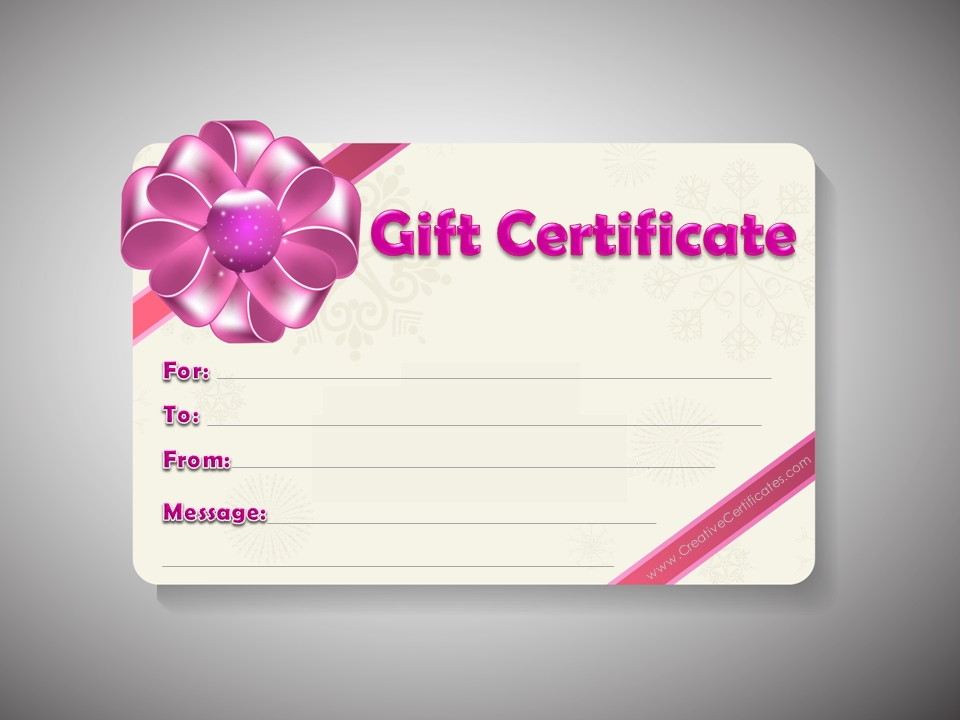 Gift Certificate
For:
To:
From:
Message:
www.CreativeCertificates.com